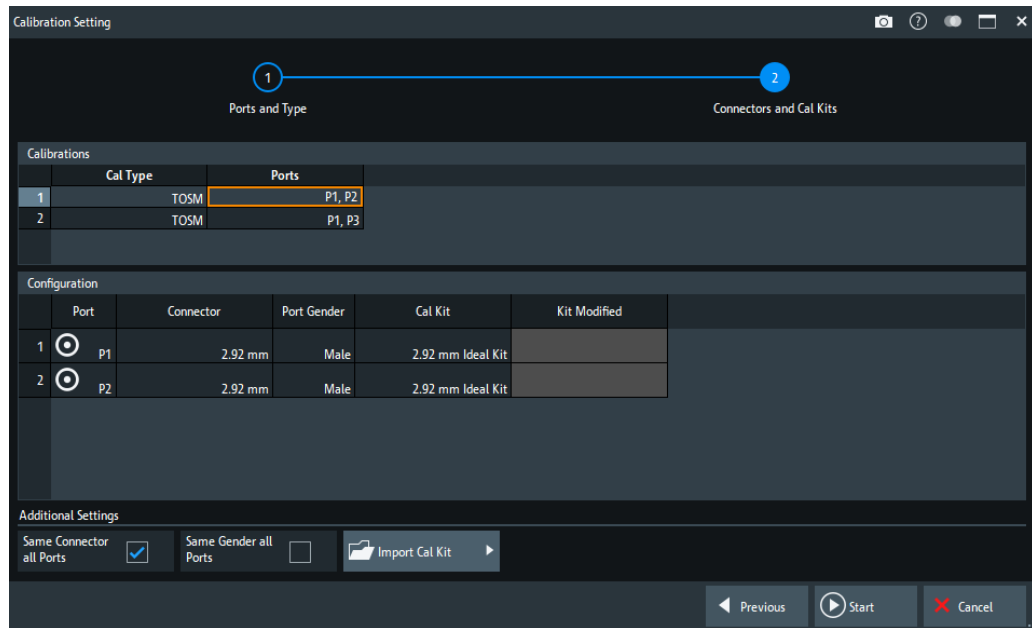 Calibration Setting
1
2
Ports and Type
Connectors and Cal Kits
Calibrations
Cal Type Ports
1 TOSM P1, P2
2 TOSM P1, P3
Configuration
Port Connector Port Gender Cal Kit Kit Modified
1 P1 2.92 mm Male 2.92 mm Ideal Kit
2 P2 2.92 mm Male 2.92 mm Ideal Kit
Additional Settings
Same Connector
all Ports
Same Gender all
Ports
Import Cal Kit
Previous
Start
Cancel